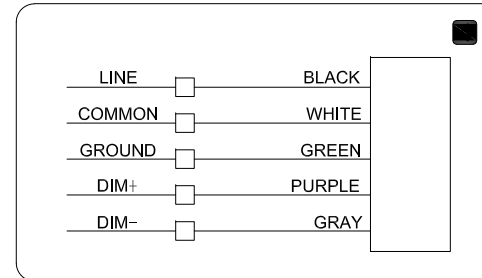 LINE BLACK
COMMON WHITE
GROUND GREEN
DIM+ PURPLE
DIM− GRAY